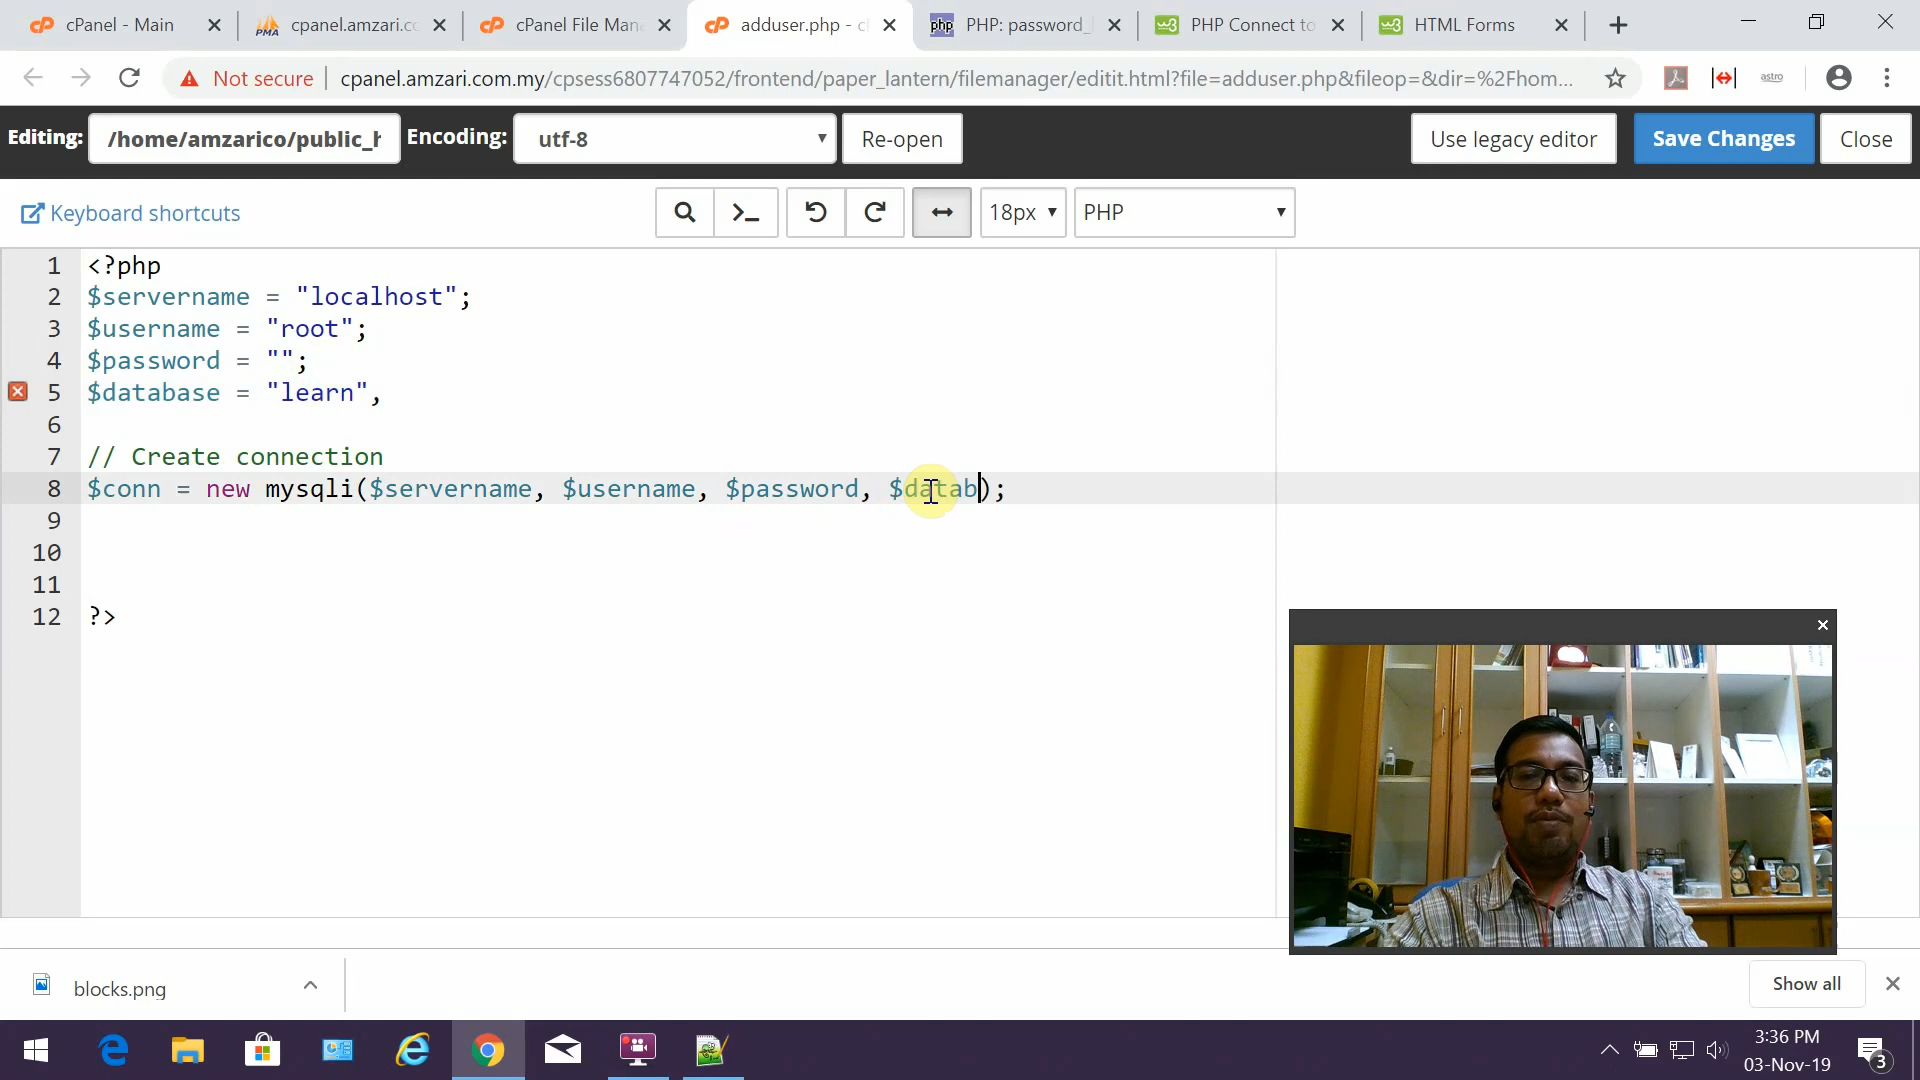 cPanel - Main
cpanel.amzari.co
cPanel File Man
adduser.php - c
PHP: password_
PHP Connect to
HTML Forms
Not secure
cpanel.amzari.com.my/cpsess6807747052/frontend/paper_lantern/filemanager/editit.html?file=adduser.php&fileop=&dir=%2Fhom...
astro
Editing:
/home/amzarico/public_h
Encoding:
utf-8
Re-open
Use legacy editor
Save Changes
Close
Keyboard shortcuts
18px
PHP
1 <?php
2 $servername = "localhost";
3 $username = "root";
4 $password = "";
5 $database = "learn",
6
7 // Create connection
8 $conn = new mysqli($servername, $username, $password, $datab);
9
10
11
12 ?>
blocks.png
Show all
3:36 PM
03-Nov-19
3